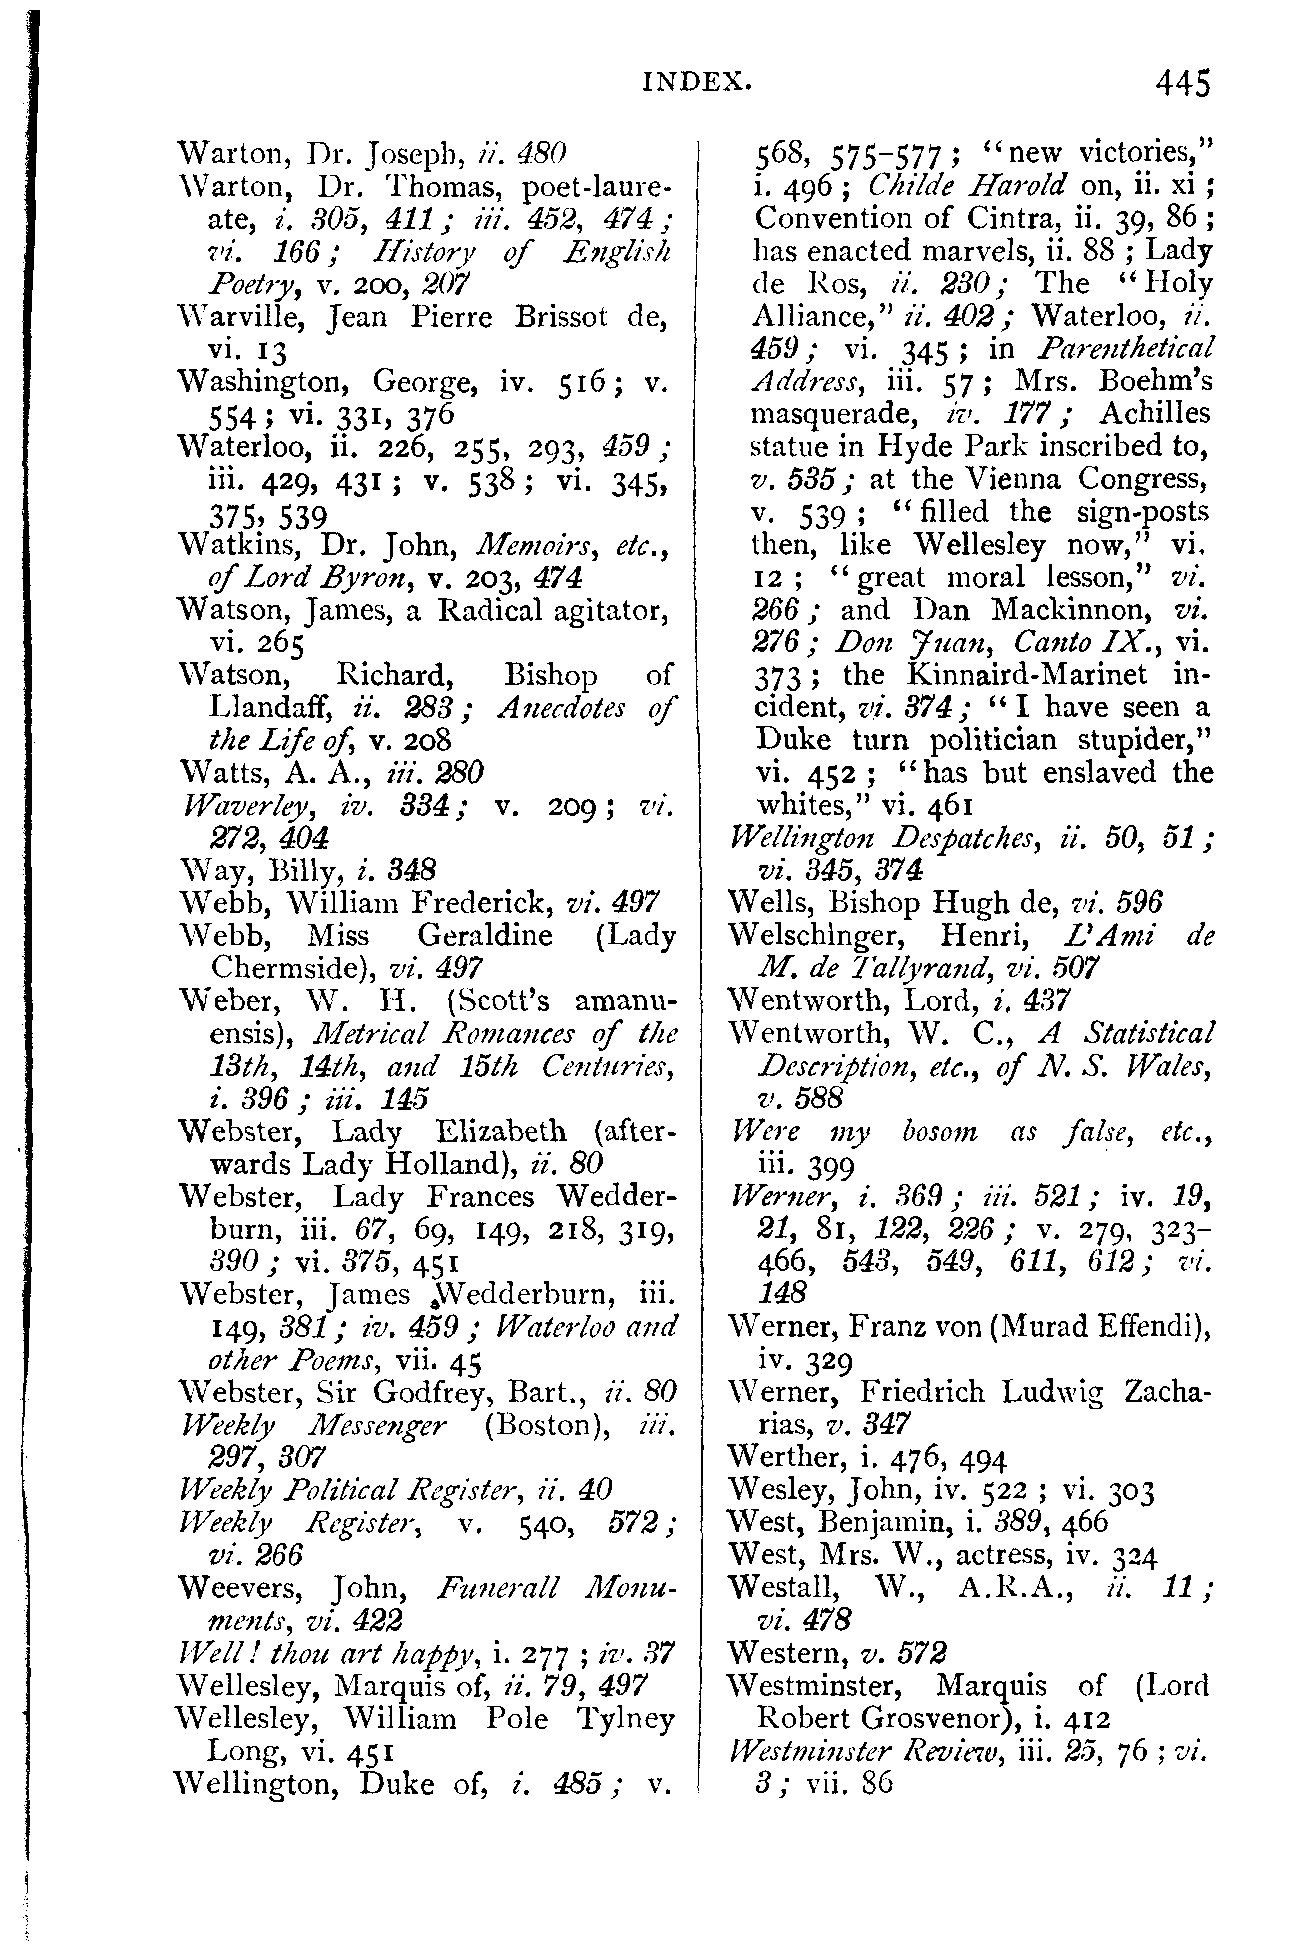 INDEX. 445
Warton, Dr. Joseph, ii. 480
Warton, Dr. Thomas, poet-laure-
ate, i. 305, 411; iii. 452, 474;
vi. 166; History of English
Poetry, v. 200, 207
Warville, Jean Pierre Brissot de,
vi. 13
Washington, George, iv. 516; v.
554; vi. 331, 376
Waterloo, ii. 226, 255, 293, 459;
iii. 429, 431; v. 538; vi. 345,
375, 539
Watkins, Dr. John, Memoirs, etc.,
of Lord Byron, v. 203, 474
Watson, James, a Radical agitator,
vi. 265
Watson, Richard, Bishop of
Llandaff, ii. 283; Anecdotes of
the Life of, v. 208
Watts, A. A., iii. 280
Waverley, iv. 334; v. 209; vi.
272, 404
Way, Billy, i. 348
Webb, William Frederick, vi. 497
Webb, Miss Geraldine (Lady
Chermside), vi. 497
Weber, W. H. (Scott's amanu-
ensis), Metrical Romances of the
13th, 14th, and 15th Centuries,
i. 396; iii. 145
Webster, Lady Elizabeth (after-
wards Lady Holland), ii. 80
Webster, Lady Frances Wedder-
burn, iii. 67, 69, 149, 218, 319,
390; vi. 375, 451
Webster, James Wedderburn, iii.
149, 381; iv. 459; Waterloo and
other Poems, vii. 45
Webster, Sir Godfrey, Bart., ii. 80
Weekly Messenger (Boston), iii.
297, 307
Weekly Political Register, ii. 40
Weekly Register, v. 540, 572;
vi. 266
Weevers, John, Funerall Monu-
ments, vi. 422
Well! thou art happy, i. 277; iv. 37
Wellesley, Marquis of, ii. 79, 497
Wellesley, William Pole Tylney
Long, vi. 451
Wellington, Duke of, i. 485; v.
568, 575-577; "new victories,"
i. 496; Childe Harold on, ii. xi;
Convention of Cintra, ii. 39, 86;
has enacted marvels, ii. 88; Lady
de Ros, ii. 230; The "Holy
Alliance," ii. 402; Waterloo, ii.
459; vi. 345; in Parenthetical
Address, iii. 57; Mrs. Boehm's
masquerade, iv. 177; Achilles
statue in Hyde Park inscribed to,
v. 535; at the Vienna Congress,
v. 539; "filled the sign-posts
then, like Wellesley now," vi.
12; "great moral lesson," vi.
266; and Dan Mackinnon, vi.
276; Don Juan, Canto IX., vi.
373; the Kinnaird-Marinet in-
cident, vi. 374; "I have seen a
Duke turn politician stupider,"
vi. 452; "has but enslaved the
whites," vi. 461
Wellington Despatches, ii. 50, 51;
vi. 345, 374
Wells, Bishop Hugh de, vi. 596
Welschinger, Henri, L'Ami de
M. de Tallyrand, vi. 507
Wentworth, Lord, i. 437
Wentworth, W. C., A Statistical
Description, etc., of N. S. Wales,
v. 588
Were my bosom as false, etc.,
iii. 399
Werner, i. 369; iii. 521; iv. 19,
21, 81, 122, 226; v. 279, 323-
466, 543, 549, 611, 612; vi.
148
Werner, Franz von (Murad Effendi),
iv. 329
Werner, Friedrich Ludwig Zacha-
rias, v. 347
Werther, i. 476, 494
Wesley, John, iv. 522; vi. 303
West, Benjamin, i. 389, 466
West, Mrs. W., actress, iv. 324
Westall, W., A.R.A., ii. 11;
vi. 478
Western, v. 572
Westminster, Marquis of (Lord
Robert Grosvenor), i. 412
Westminster Review, iii. 25, 76; vi.
3; vii. 86